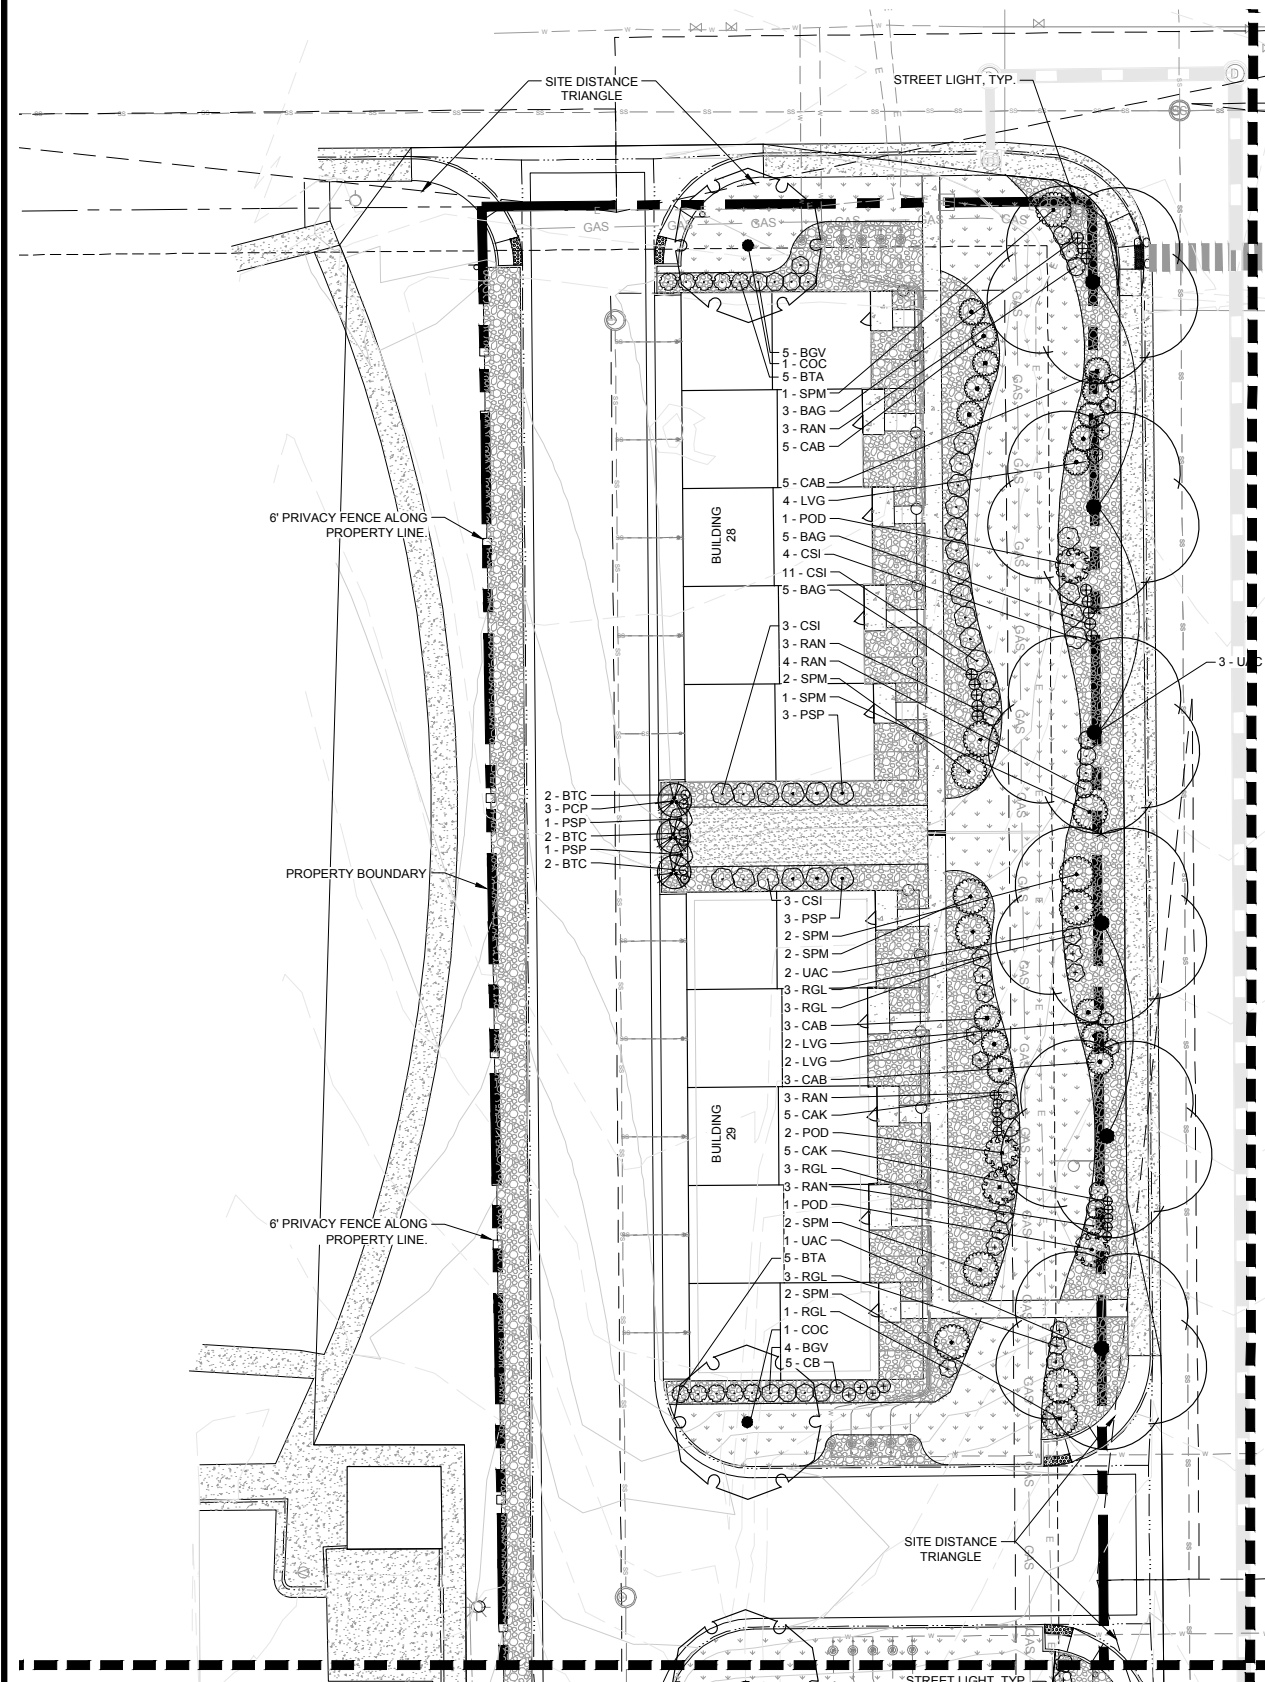 SITE DISTANCE
TRIANGLE
STREET LIGHT, TYP.
D
SS
E
GAS
GAS
GAS
GAS
GAS
GAS
5 - BGV
1 - COC
5 - BTA
1 - SPM
3 - BAG
3 - RAN
5 - CAB
5 - CAB
4 - LVG
1 - POD
5 - BAG
4 - CSI
11 - CSI
5 - BAG
3 - CSI
3 - RAN
4 - RAN
2 - SPM
1 - SPM
3 - PSP
6' PRIVACY FENCE ALONG
PROPERTY LINE.
BUILDING
28
3 - UAC
2 - BTC
3 - PCP
1 - PSP
2 - BTC
1 - PSP
2 - BTC
PROPERTY BOUNDARY
3 - CSI
3 - PSP
2 - SPM
2 - SPM
2 - UAC
3 - RGL
3 - RGL
3 - CAB
2 - LVG
2 - LVG
3 - CAB
3 - RAN
5 - CAK
2 - POD
5 - CAK
3 - RGL
3 - RAN
1 - POD
2 - SPM
1 - UAC
5 - BTA
3 - RGL
2 - SPM
1 - RGL
1 - COC
4 - BGV
5 - CB
BUILDING
29
6' PRIVACY FENCE ALONG
PROPERTY LINE.
SITE DISTANCE
TRIANGLE
STREET LIGHT, TYP.